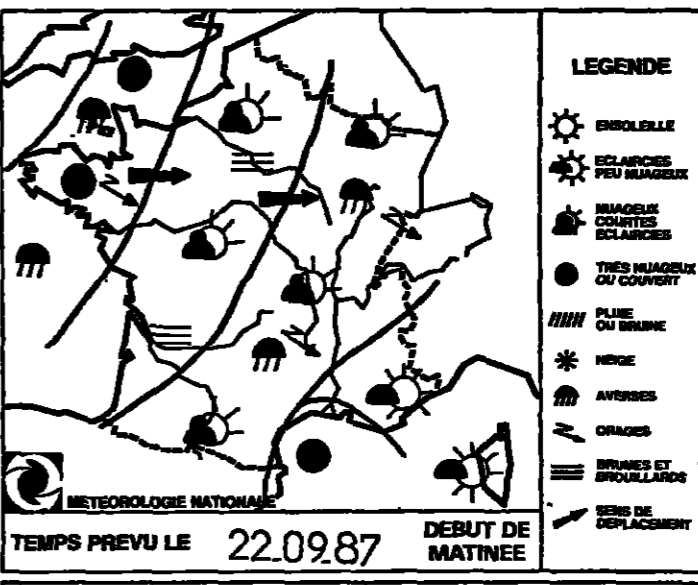 LEGENDE
ENSOLEILLE
ECLAIRCIES
PEU NUAGEUX
NUAGEUX
COURTES
ECLAIRCIES
TRES NUAGEUX
OU COUVERT
PLUIE
OU BRUINE
NEIGE
AVERSES
ORAGES
BRUMES ET
BROUILLARDS
SENS DE
DEPLACEMENT
METEOROLOGIE NATIONALE
TEMPS PREVU LE 22.09.87 DEBUT DE
MATINEE